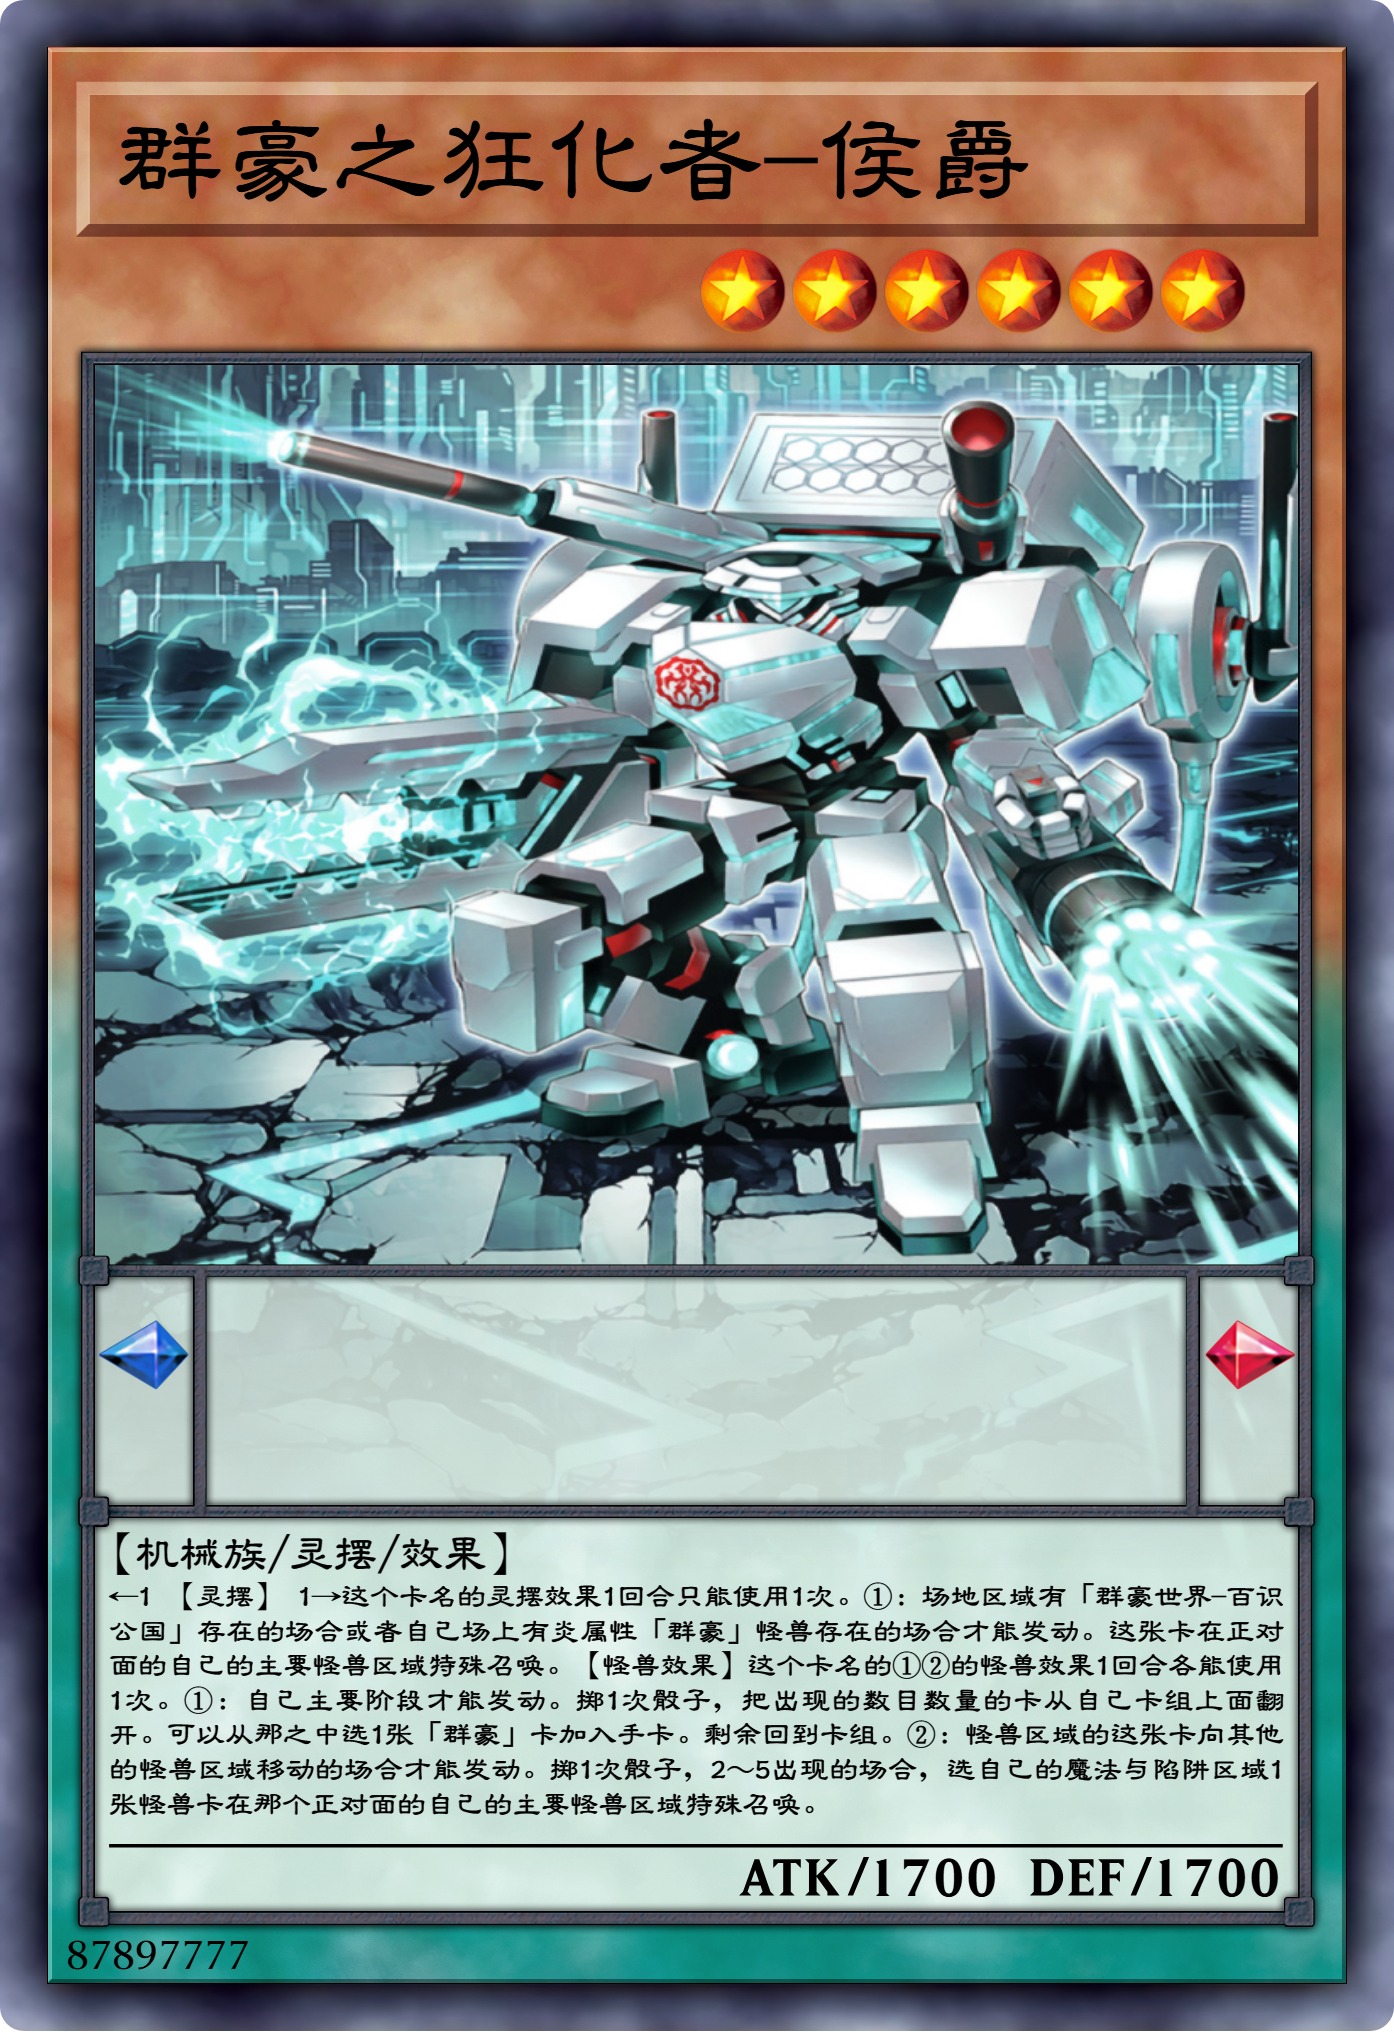 群豪之狂化者-侯爵
【机械族/灵摆/效果】
←1 【灵摆】 1→这个卡名的灵摆效果1回合只能使用1次。①：场地区域有「群豪世界-百识
公国」存在的场合或者自己场上有炎属性「群豪」怪兽存在的场合才能发动。这张卡在正对
面的自己的主要怪兽区域特殊召唤。【怪兽效果】这个卡名的①②的怪兽效果1回合各能使用
1次。①：自己主要阶段才能发动。掷1次骰子，把出现的数目数量的卡从自己卡组上面翻
开。可以从那之中选1张「群豪」卡加入手卡。剩余回到卡组。②：怪兽区域的这张卡向其他
的怪兽区域移动的场合才能发动。掷1次骰子，2～5出现的场合，选自己的魔法与陷阱区域1
张怪兽卡在那个正对面的自己的主要怪兽区域特殊召唤。
ATK/1700 DEF/1700
87897777